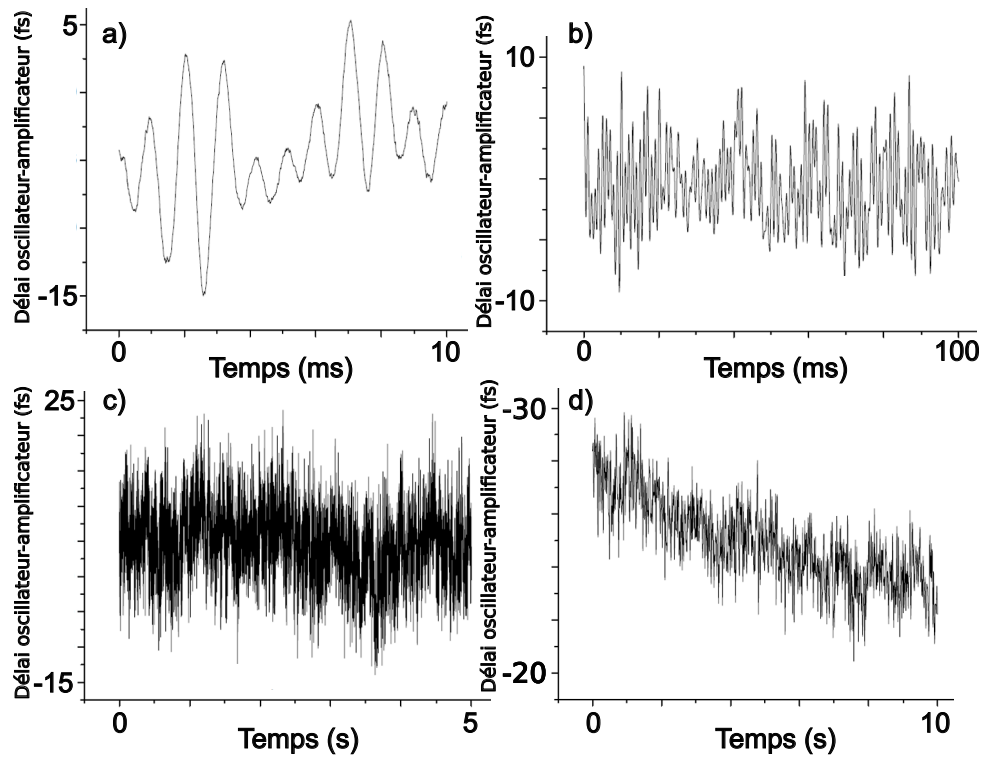 Délai oscillateur-amplificateur (fs)
5
-15
a)
0
10
Temps (ms)
Délai oscillateur-amplificateur (fs)
10
-10
b)
0
100
Temps (ms)
Délai oscillateur-amplificateur (fs)
25
-15
c)
0
5
Temps (s)
Délai oscillateur-amplificateur (fs)
-30
-20
d)
0
10
Temps (s)